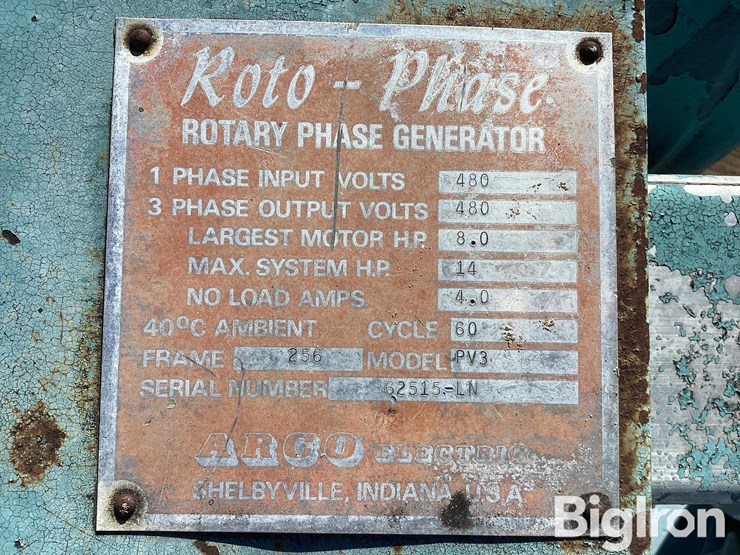 Roto - Phase
ROTARY PHASE GENERATOR
1 PHASE INPUT VOLTS 480
3 PHASE OUTPUT VOLTS 480
LARGEST MOTOR H.P. 8.0
MAX. SYSTEM H.P. 14
NO LOAD AMPS. 4.0
40°C AMBIENT CYCLE 60
FRAME 256 MODEL PV3
SERIAL NUMBER 62515-LN
ARCO ELECTRIC
SHELBYVILLE, INDIANA, U.S.A.
BigIron